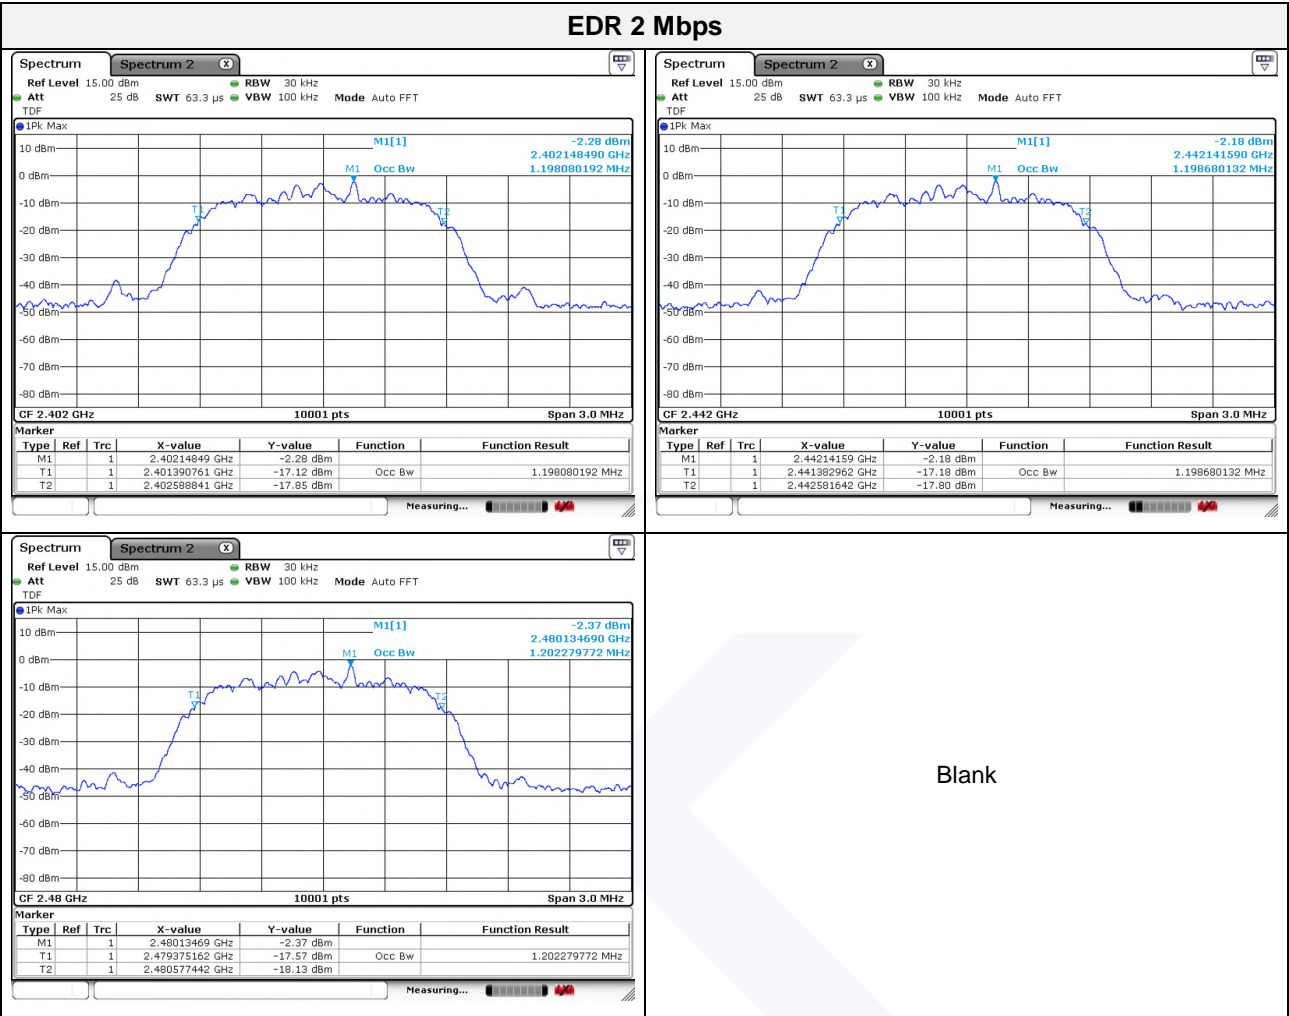 EDR 2 Mbps
Spectrum Spectrum 2 X
Ref Level 15.00 dBm RBW 30 kHz
Att 25 dB SWT 63.3 µs VBW 100 kHz Mode Auto FFT
TDF
1Pk Max
M1[1] -2.28 dBm
10 dBm 2.402148490 GHz
0 dBm M1 Occ Bw 1.198080192 MHz
-10 dBm
T1 T2
-20 dBm
-30 dBm
-40 dBm
-50 dBm
-60 dBm
-70 dBm
-80 dBm
CF 2.402 GHz 10001 pts Span 3.0 MHz
Marker
Type Ref Trc X-value Y-value Function Function Result
M1 1 2.40214849 GHz -2.28 dBm
T1 1 2.401390761 GHz -17.12 dBm Occ Bw 1.198080192 MHz
T2 1 2.402588841 GHz -17.85 dBm
Measuring...
Spectrum Spectrum 2 X
Ref Level 15.00 dBm RBW 30 kHz
Att 25 dB SWT 63.3 µs VBW 100 kHz Mode Auto FFT
TDF
1Pk Max
M1[1] -2.18 dBm
10 dBm 2.442141590 GHz
0 dBm M1 Occ Bw 1.198680132 MHz
-10 dBm
T1 T2
-20 dBm
-30 dBm
-40 dBm
-50 dBm
-60 dBm
-70 dBm
-80 dBm
CF 2.442 GHz 10001 pts Span 3.0 MHz
Marker
Type Ref Trc X-value Y-value Function Function Result
M1 1 2.44214159 GHz -2.18 dBm
T1 1 2.441382962 GHz -17.18 dBm Occ Bw 1.198680132 MHz
T2 1 2.442581642 GHz -17.80 dBm
Measuring...
Spectrum Spectrum 2 X
Ref Level 15.00 dBm RBW 30 kHz
Att 25 dB SWT 63.3 µs VBW 100 kHz Mode Auto FFT
TDF
1Pk Max
M1[1] -2.37 dBm
10 dBm 2.480134690 GHz
0 dBm M1 Occ Bw 1.202279772 MHz
-10 dBm
T1 T2
-20 dBm
-30 dBm
-40 dBm
-50 dBm
-60 dBm
-70 dBm
-80 dBm
CF 2.48 GHz 10001 pts Span 3.0 MHz
Marker
Type Ref Trc X-value Y-value Function Function Result
M1 1 2.48013469 GHz -2.37 dBm
T1 1 2.479375162 GHz -17.57 dBm Occ Bw 1.202279772 MHz
T2 1 2.480577442 GHz -18.13 dBm
Measuring...
Blank